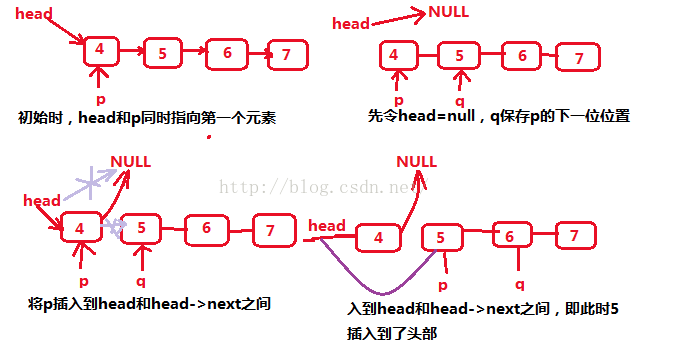 head
4 5 6 7
p
初始时，head和p同时指向第一个元素
head NULL
4 5 6 7
p q
先令head=null，q保存p的下一位位置
NULL
head
4 5 6 7
p q
将p插入到head和head->next之间
http://blog.csdn.ne
NULL
head
4 5 6 7
p q
入到head和head->next之间，即此时5
插入到了头部